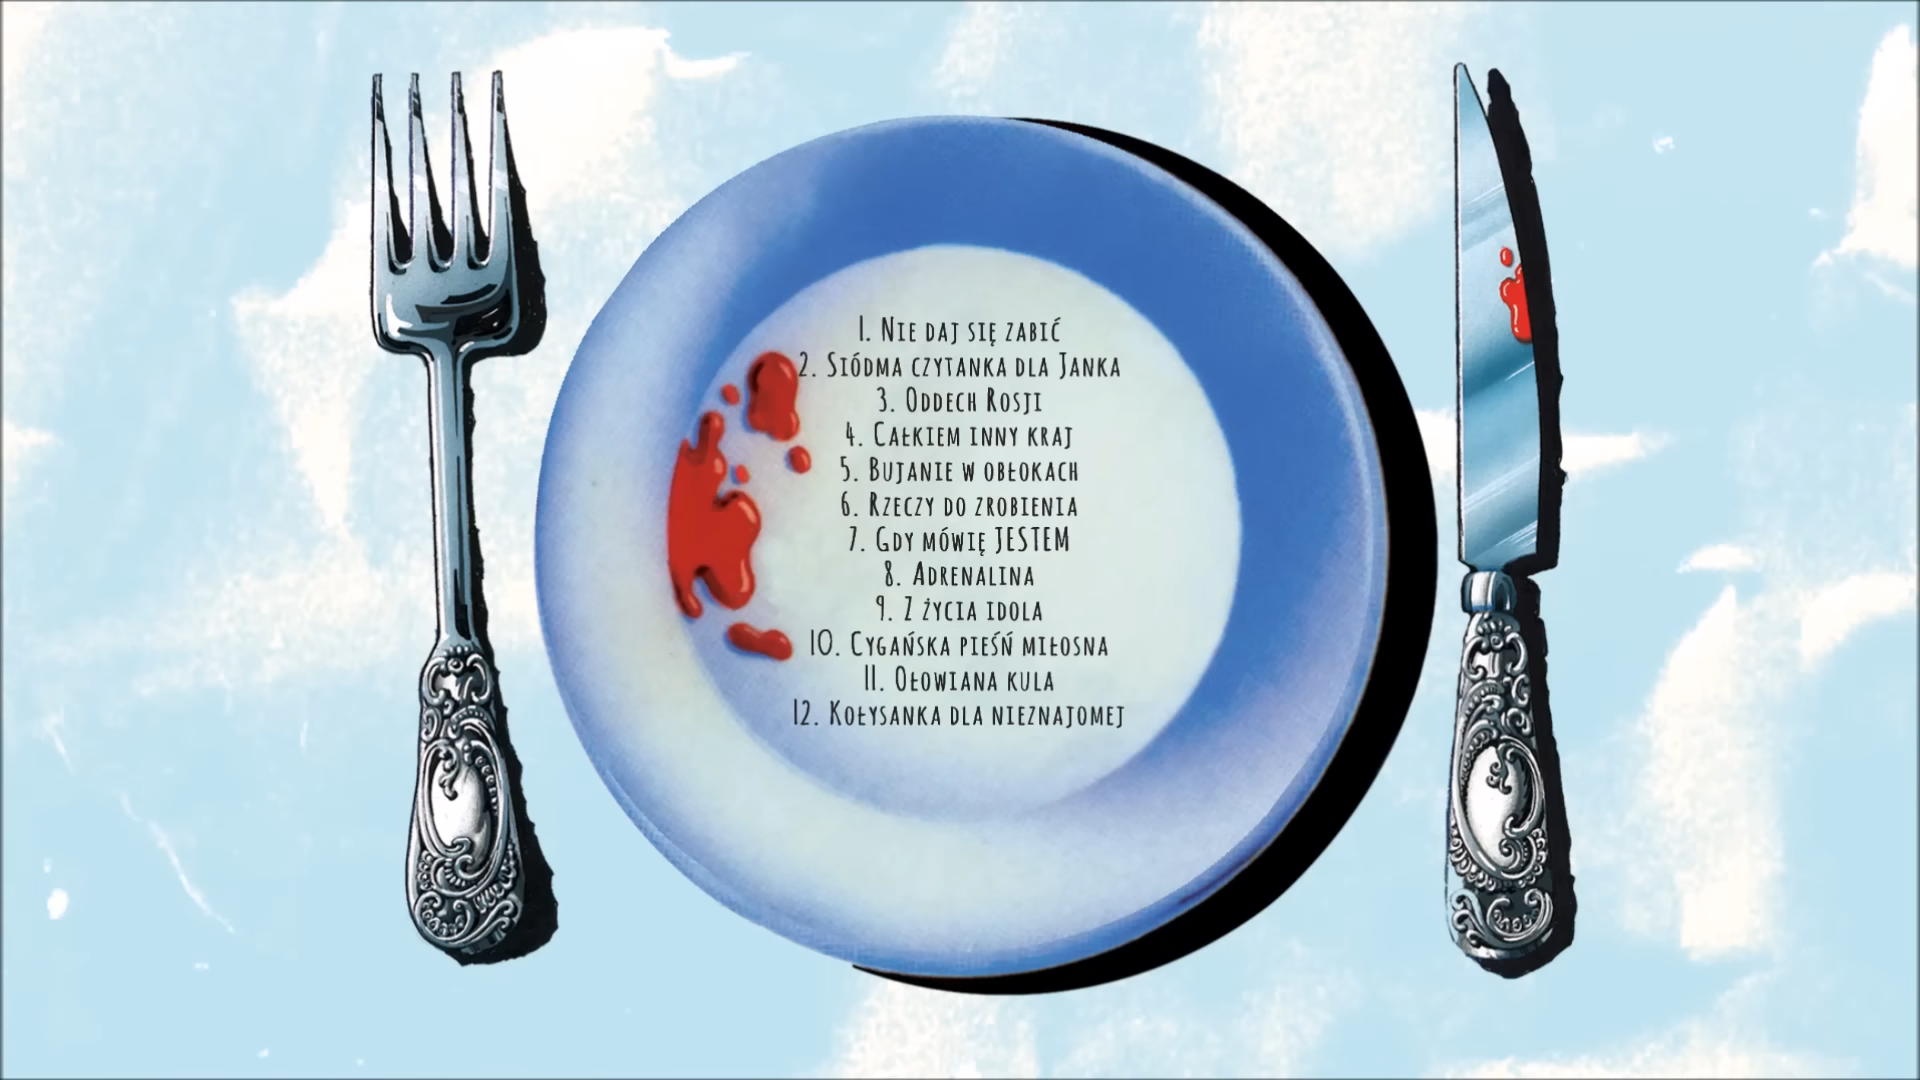 1. Nie daj się zabić
2. Siódma czytanka dla Janka
3. Oddech Rosji
4. Całkiem inny kraj
5. Bujanie w obłokach
6. Rzeczy do zrobienia
7. Gdy mówię JESTEM
8. Adrenalina
9. Z życia idola
10. Cygańska pieśń miłosna
11. Ołowiana kula
12. Kołysanka dla nieznajomej